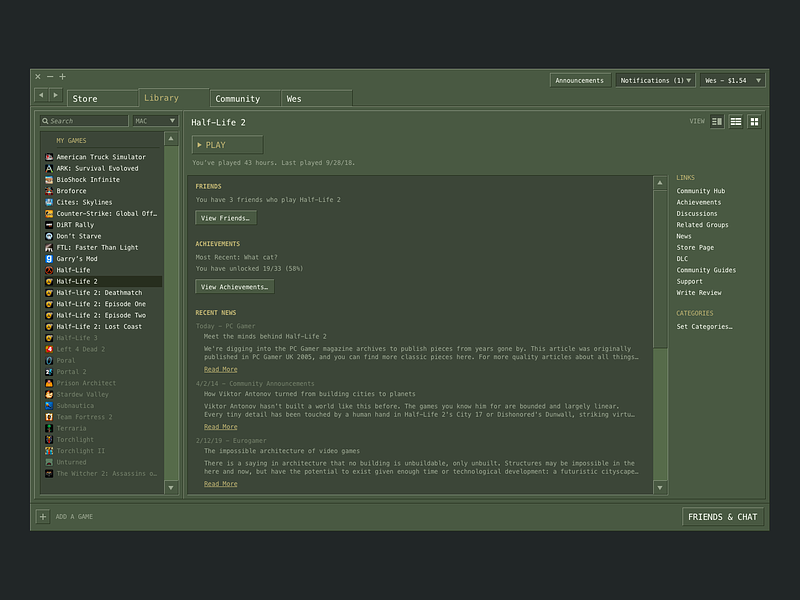 Announcements
Notifications (1)
Wes – $1.54
Store
Library
Community
Wes
Search
MAC
MY GAMES
American Truck Simulator
ARK: Survival Evoloved
BioShock Infinite
Broforce
Cites: Skylines
Counter-Strike: Global Off…
DiRT Rally
Don't Starve
FTL: Faster Than Light
Garry's Mod
Half-Life
Half-Life 2
Half-life 2: Deathmatch
Half-Life 2: Episode One
Half-Life 2: Episode Two
Half-Life 2: Lost Coast
Half-Life 3
Left 4 Dead 2
Poral
Portal 2
Prison Architect
Stardew Valley
Subnautica
Team Fortress 2
Terraria
Torchlight
Torchlight II
Unturned
The Witcher 2: Assassins o…
Half-Life 2
VIEW
PLAY
You've played 43 hours. Last played 9/28/18.
FRIENDS
You have 3 friends who play Half-Life 2
View Friends…
ACHIEVEMENTS
Most Recent: What cat?
You have unlocked 19/33 (58%)
View Achievements…
RECENT NEWS
Today – PC Gamer
Meet the minds behind Half-Life 2
We're digging into the PC Gamer magazine archives to publish pieces from years gone by. This article was originally
published in PC Gamer UK 2005, and you can find more classic pieces here. For more quality articles about all things…
Read More
4/2/14 – Community Announcements
How Viktor Antonov turned from building cities to planets
Viktor Antonov hasn't built a world like this before. The games you know him for are bounded and largely linear.
Every tiny detail has been touched by a human hand in Half-Life 2's City 17 or Dishonored's Dunwall, striking virtu…
Read More
2/12/19 – Eurogamer
The impossible architecture of video games
There is a saying in architecture that no building is unbuildable, only unbuilt. Structures may be impossible in the
here and now, but have the potential to exist given enough time or technological development: a futuristic cityscape…
Read More
LINKS
Community Hub
Achievements
Discussions
Related Groups
News
Store Page
DLC
Community Guides
Support
Write Review
CATEGORIES
Set Categories…
ADD A GAME
FRIENDS & CHAT